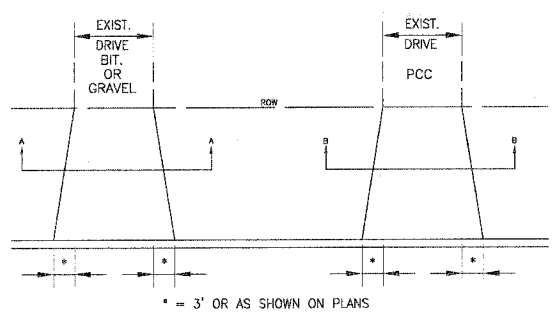 EXIST.
DRIVE
BIT.
OR
GRAVEL
EXIST.
DRIVE
PCC
ROW
A
A
B
B
*
*
*
*
* = 3' OR AS SHOWN ON PLANS